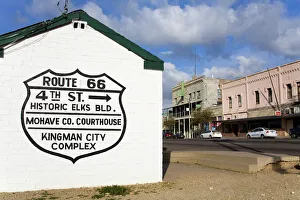 ROUTE 66
4TH ST. →
HISTORIC ELKS BLD.
MOHAVE CO. COURTHOUSE
KINGMAN CITY
COMPLEX